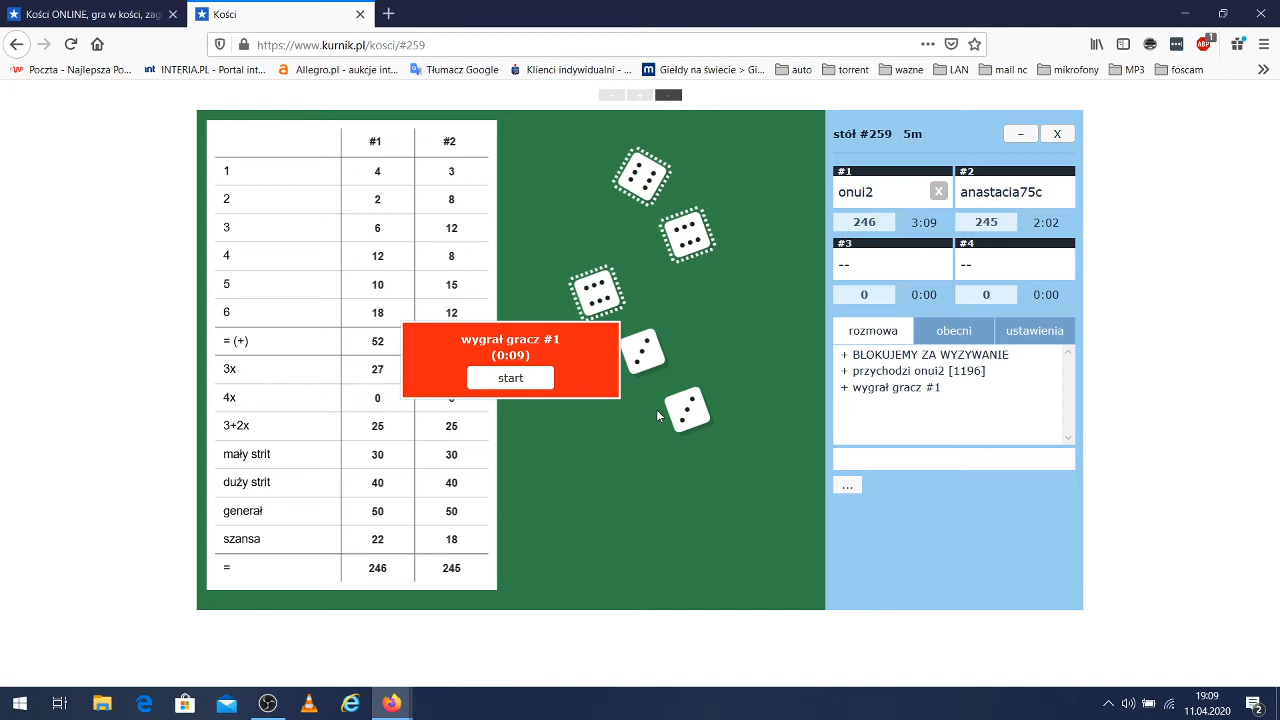 Kości ONLINE, gra w kości, zag
Kości
https://www.kurnik.pl/kosci/#259
1
ABP
Poczta - Najlepsza Po...
int INTERIA.PL - Portal int...
a Allegro.pl - aukcje int...
Tłumacz Google
Klienci indywidualni - ...
m Giełdy na świecie > Gi...
auto
torrent
ważne
LAN
mail nc
mikrofony
MP3
foscam
− + ·
#1 #2
1 4 3
2 2 8
3 6 12
4 12 8
5 10 15
6 18 12
= (+) 52
3x 27
4x 0
3+2x 25 25
mały strit 30 30
duży strit 40 40
generał 50 50
szansa 22 18
= 246 245
wygrał gracz #1
(0:09)
start
stół #259 5m
– X
#1 #2
onui2 X anastacia75c
246 3:09 245 2:02
#3 #4
-- --
0 0:00 0 0:00
rozmowa obecni ustawienia
+ BLOKUJEMY ZA WYZYWANIE
+ przychodzi onui2 [1196]
+ wygrał gracz #1
...
19:09
11.04.2020
2